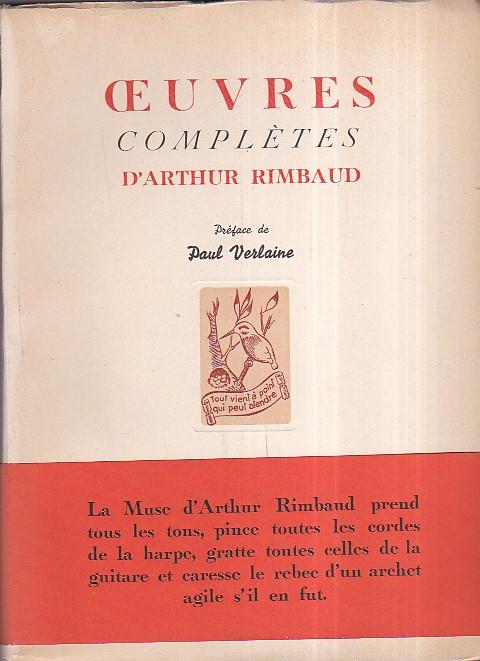 ŒUVRES
COMPLÈTES
D'ARTHUR RIMBAUD
Préface de
Paul Verlaine
Tout vient à point
qui peut atendre
La Muse d'Arthur Rimbaud prend
tous les tons, pince toutes les cordes
de la harpe, gratte toutes celles de la
guitare et caresse le rebec d'un archet
agile s'il en fut.